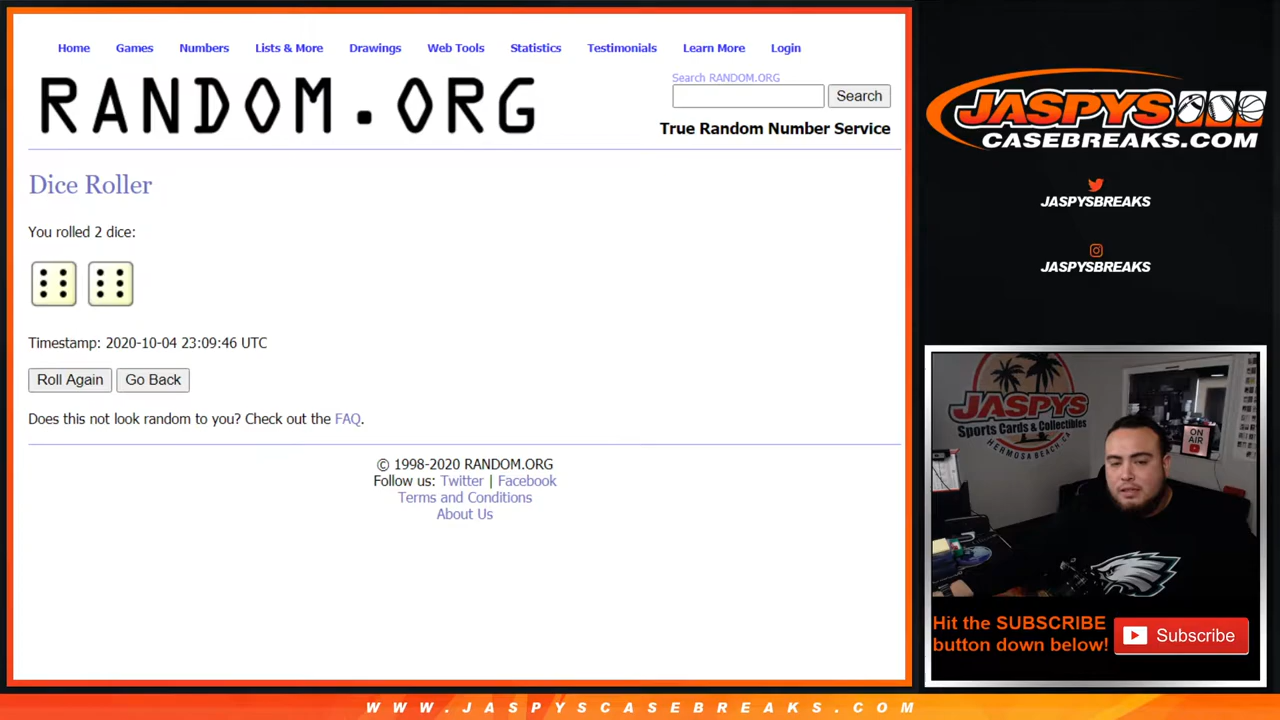 Home Games Numbers Lists & More Drawings Web Tools Statistics Testimonials Learn More Login
RANDOM.ORG
Search RANDOM.ORG
Search
True Random Number Service
Dice Roller
You rolled 2 dice:
Timestamp: 2020-10-04 23:09:46 UTC
Roll Again Go Back
Does this not look random to you? Check out the FAQ.
© 1998-2020 RANDOM.ORG
Follow us: Twitter | Facebook
Terms and Conditions
About Us
JASPYS
CASEBREAKS.COM
JASPYSBREAKS
JASPYSBREAKS
JASPYS
Sports Cards & Collectibles
HERMOSA BEACH, CA
ON
AIR
Hit the SUBSCRIBE
button down below!
Subscribe
WWW.JASPYSCASEBREAKS.COM